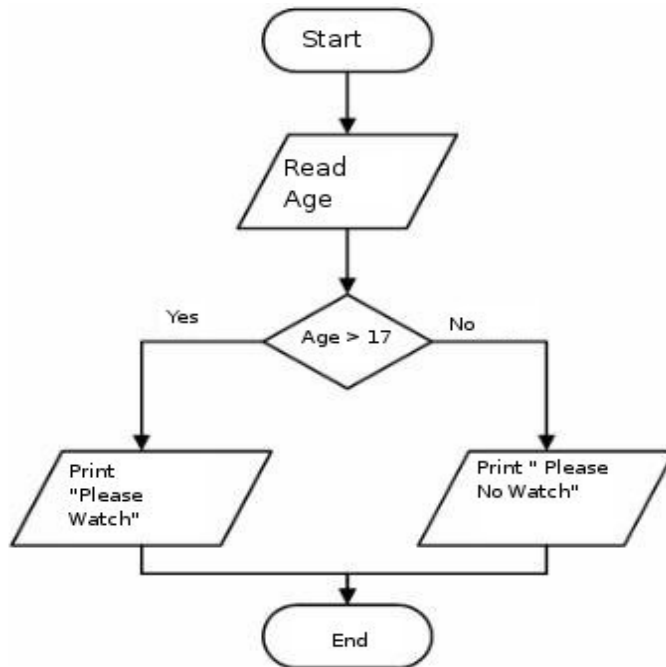 Start
Read
Age
Age > 17
Yes
No
Print
"Please
Watch"
Print " Please
No Watch"
End